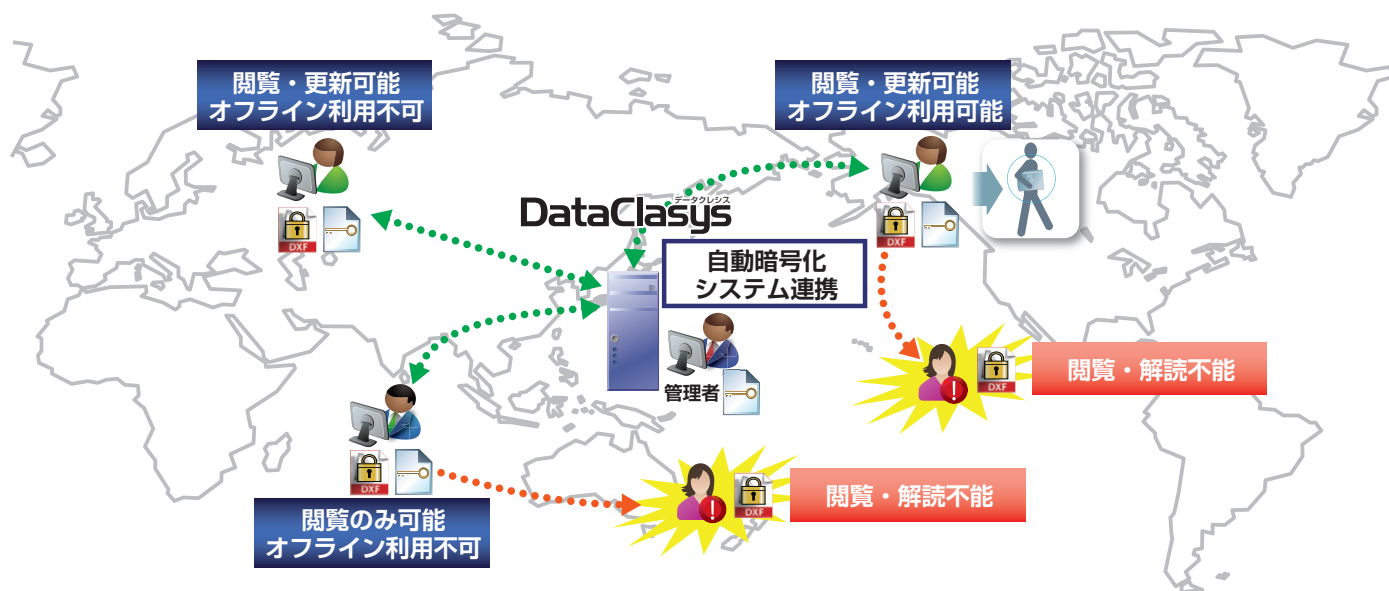 閲覧・更新可能
オフライン利用不可
閲覧・更新可能
オフライン利用可能
DXF
DXF
データクレシス
DataClasys
自動暗号化
システム連携
管理者
閲覧・解読不能
DXF
DXF
閲覧のみ可能
オフライン利用不可
閲覧・解読不能
DXF